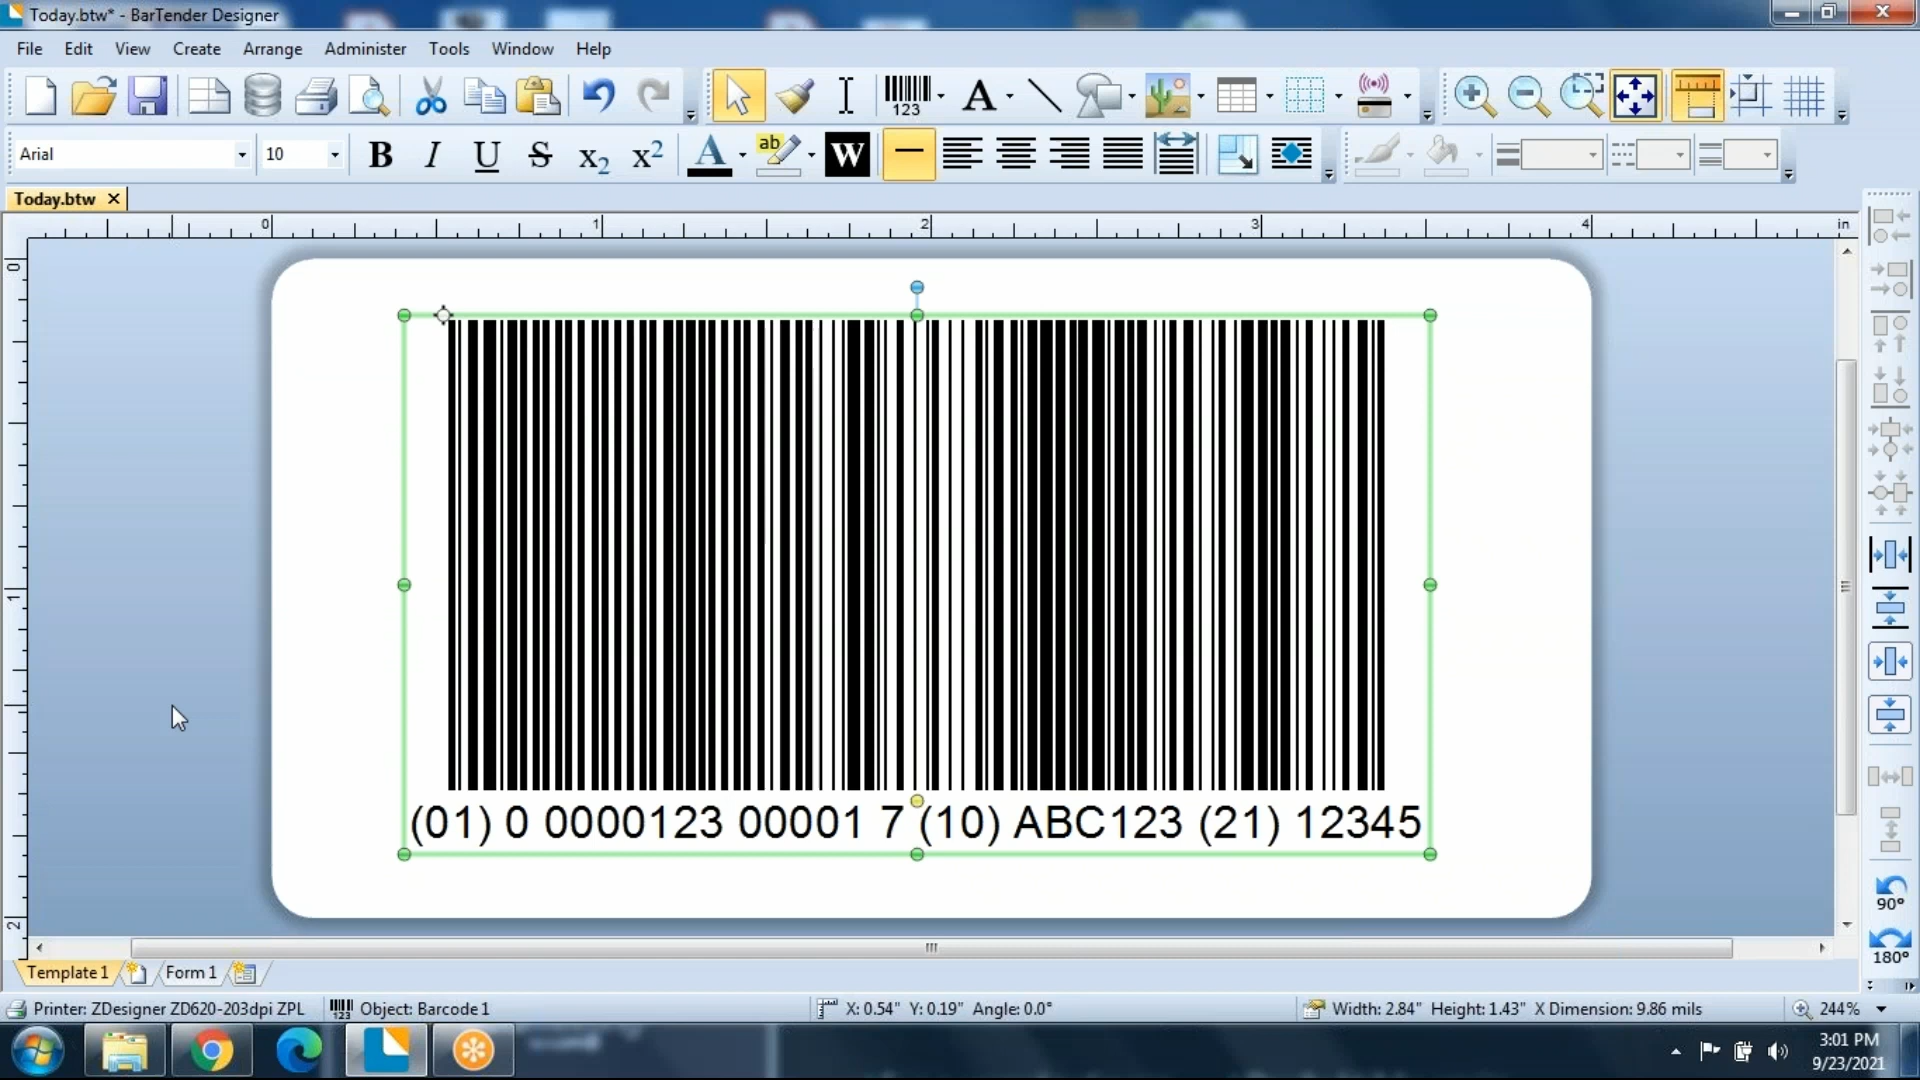 Today.btw* - BarTender Designer
File Edit View Create Arrange Administer Tools Window Help
123 A
Arial 10 B I U S x2 x2 A ab W
Today.btw
0 1 2 3 4 in
0
1
2
(01) 0 0000123 00001 7 (10) ABC123 (21) 12345
90°
180°
Template 1 Form 1
Printer: ZDesigner ZD620-203dpi ZPL Object: Barcode 1 X: 0.54" Y: 0.19" Angle: 0.0° Width: 2.84" Height: 1.43" X Dimension: 9.86 mils 244%
3:01 PM
9/23/2021